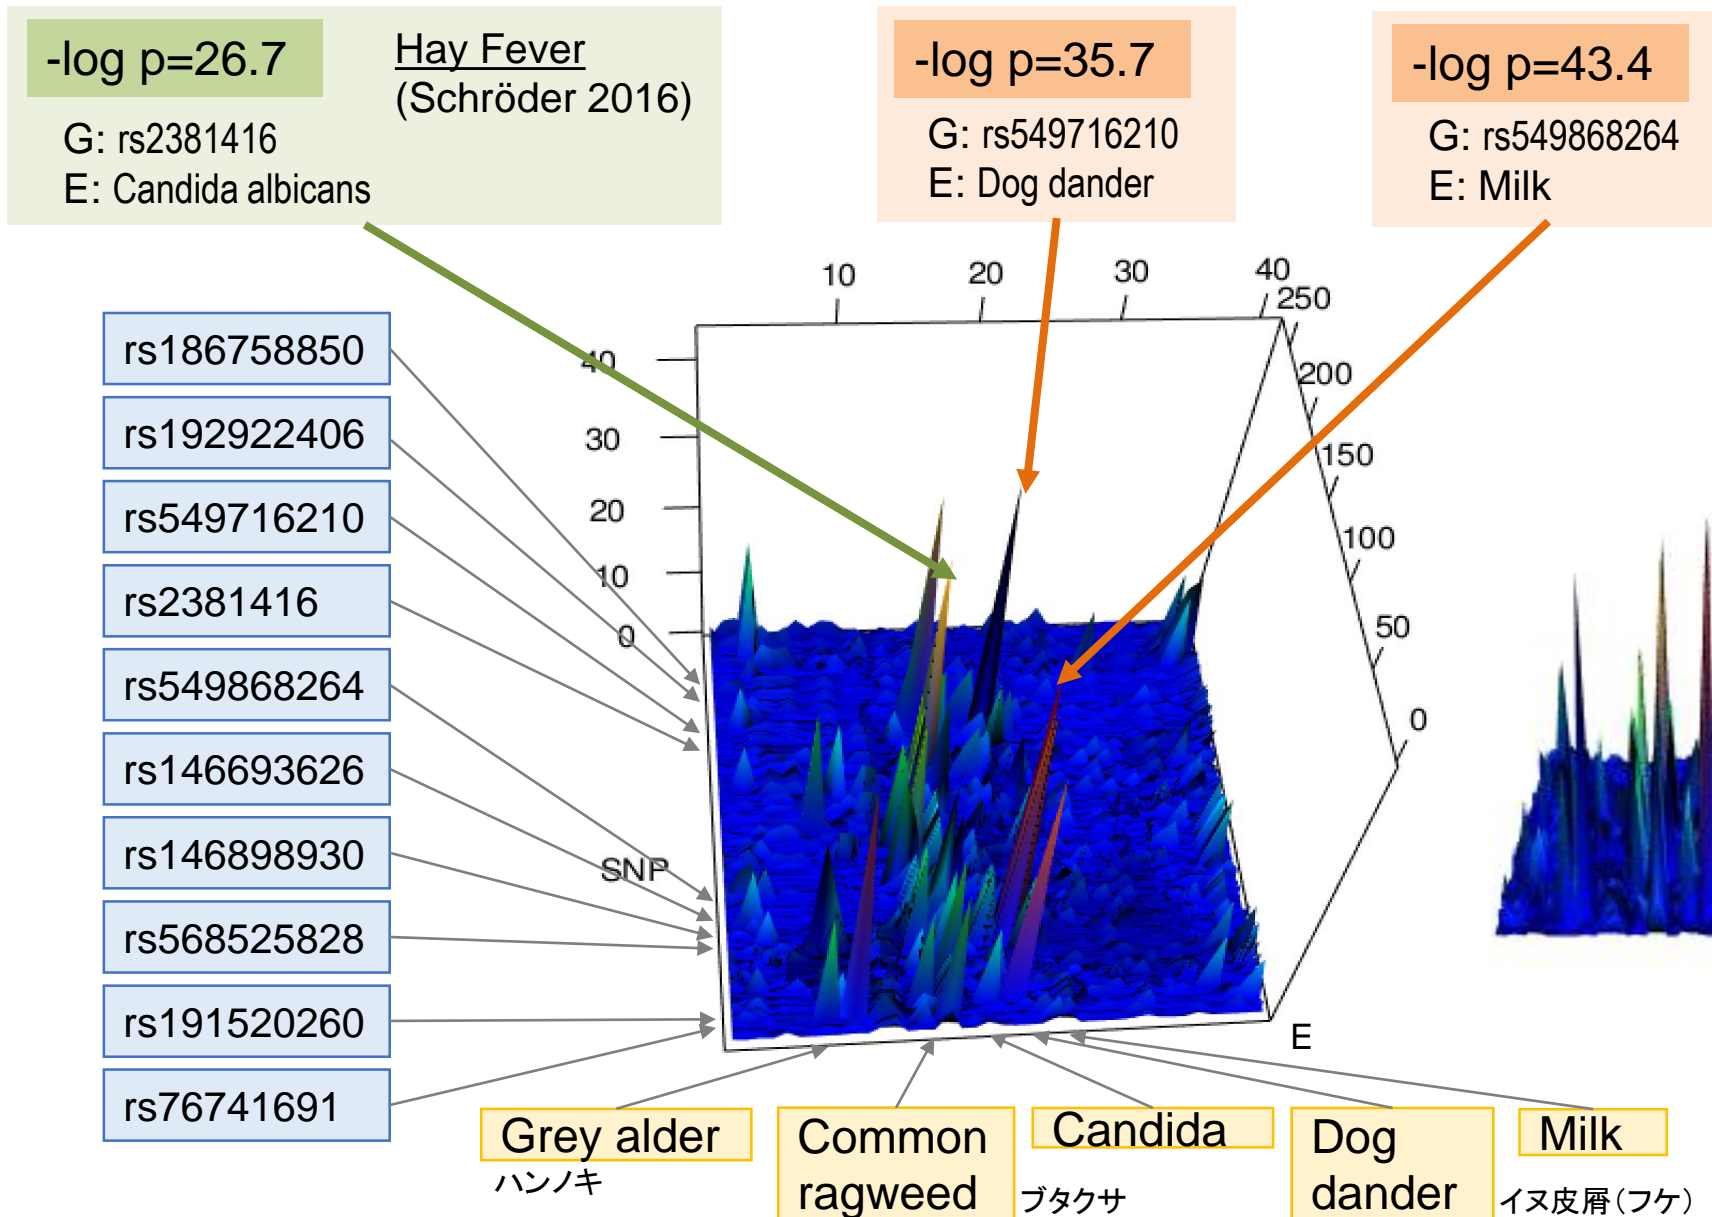 -log p=26.7
Hay Fever
(Schröder 2016)
G: rs2381416
E: Candida albicans
-log p=35.7
G: rs549716210
E: Dog dander
-log p=43.4
G: rs549868264
E: Milk
10
20
30
40
250
200
150
100
50
0
40
30
20
10
0
SNP
E
rs186758850
rs192922406
rs549716210
rs2381416
rs549868264
rs146693626
rs146898930
rs568525828
rs191520260
rs76741691
Grey alder
ハンノキ
Common
ragweed
ブタクサ
Candida
Dog
dander
イヌ皮屑(フケ)
Milk